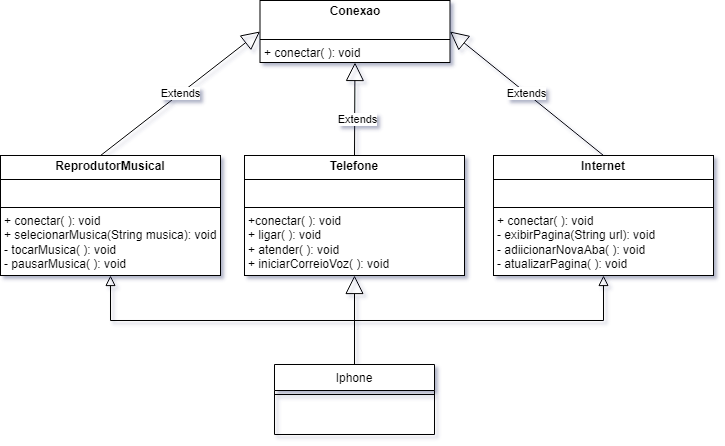 Conexao
+ conectar( ): void
Extends
Extends
Extends
ReprodutorMusical
+ conectar( ): void
+ selecionarMusica(String musica): void
- tocarMusica( ): void
- pausarMusica( ): void
Telefone
+conectar( ): void
+ ligar( ): void
+ atender( ): void
+ iniciarCorreioVoz( ): void
Internet
+ conectar( ): void
- exibirPagina(String url): void
- adiicionarNovaAba( ): void
- atualizarPagina( ): void
Iphone